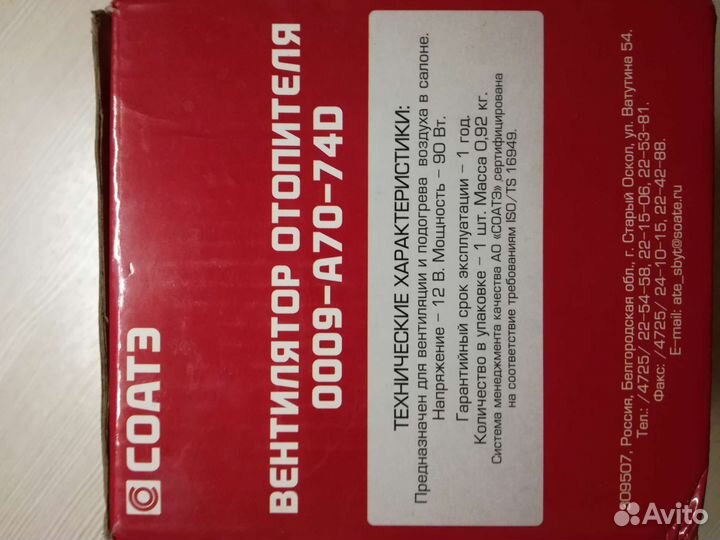 СОАТЭ
ВЕНТИЛЯТОР ОТОПИТЕЛЯ
0009-А70-74D
ТЕХНИЧЕСКИЕ ХАРАКТЕРИСТИКИ:
Предназначен для вентиляции и подогрева воздуха в салоне.
Напряжение – 12 В. Мощность – 90 Вт.
Гарантийный срок эксплуатации – 1 год.
Количество в упаковке – 1 шт. Масса 0,92 кг.
Система менеджмента качества АО «СОАТЭ» сертифицирована
на соответствие требованиям ISO/TS 16949.
309507, Россия, Белгородская обл., г. Старый Оскол, ул. Ватутина 54.
Тел.: /4725/ 22-54-58, 22-15-06, 22-53-81.
Факс: /4725/ 24-10-15, 22-42-88.
E-mail: ate_sbyt@soate.ru
Avito